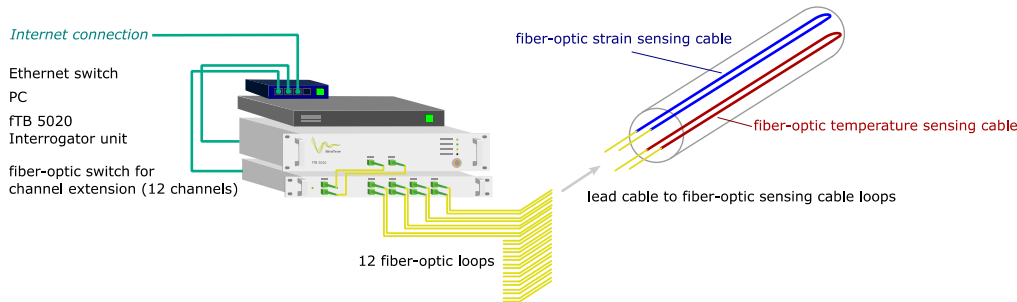 Internet connection
Ethernet switch
PC
fTB 5020
Interrogator unit
fiber-optic switch for
channel extension (12 channels)
fTB 5020
12 fiber-optic loops
fiber-optic strain sensing cable
fiber-optic temperature sensing cable
lead cable to fiber-optic sensing cable loops